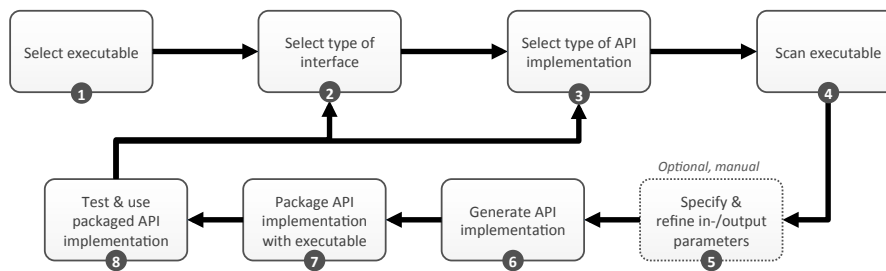 Select executable
1
Select type of
interface
2
Select type of API
implementation
3
Scan executable
4
Optional, manual
Specify &
refine in-/output
parameters
5
Generate API
implementation
6
Package API
implementation
with executable
7
Test & use
packaged API
implementation
8